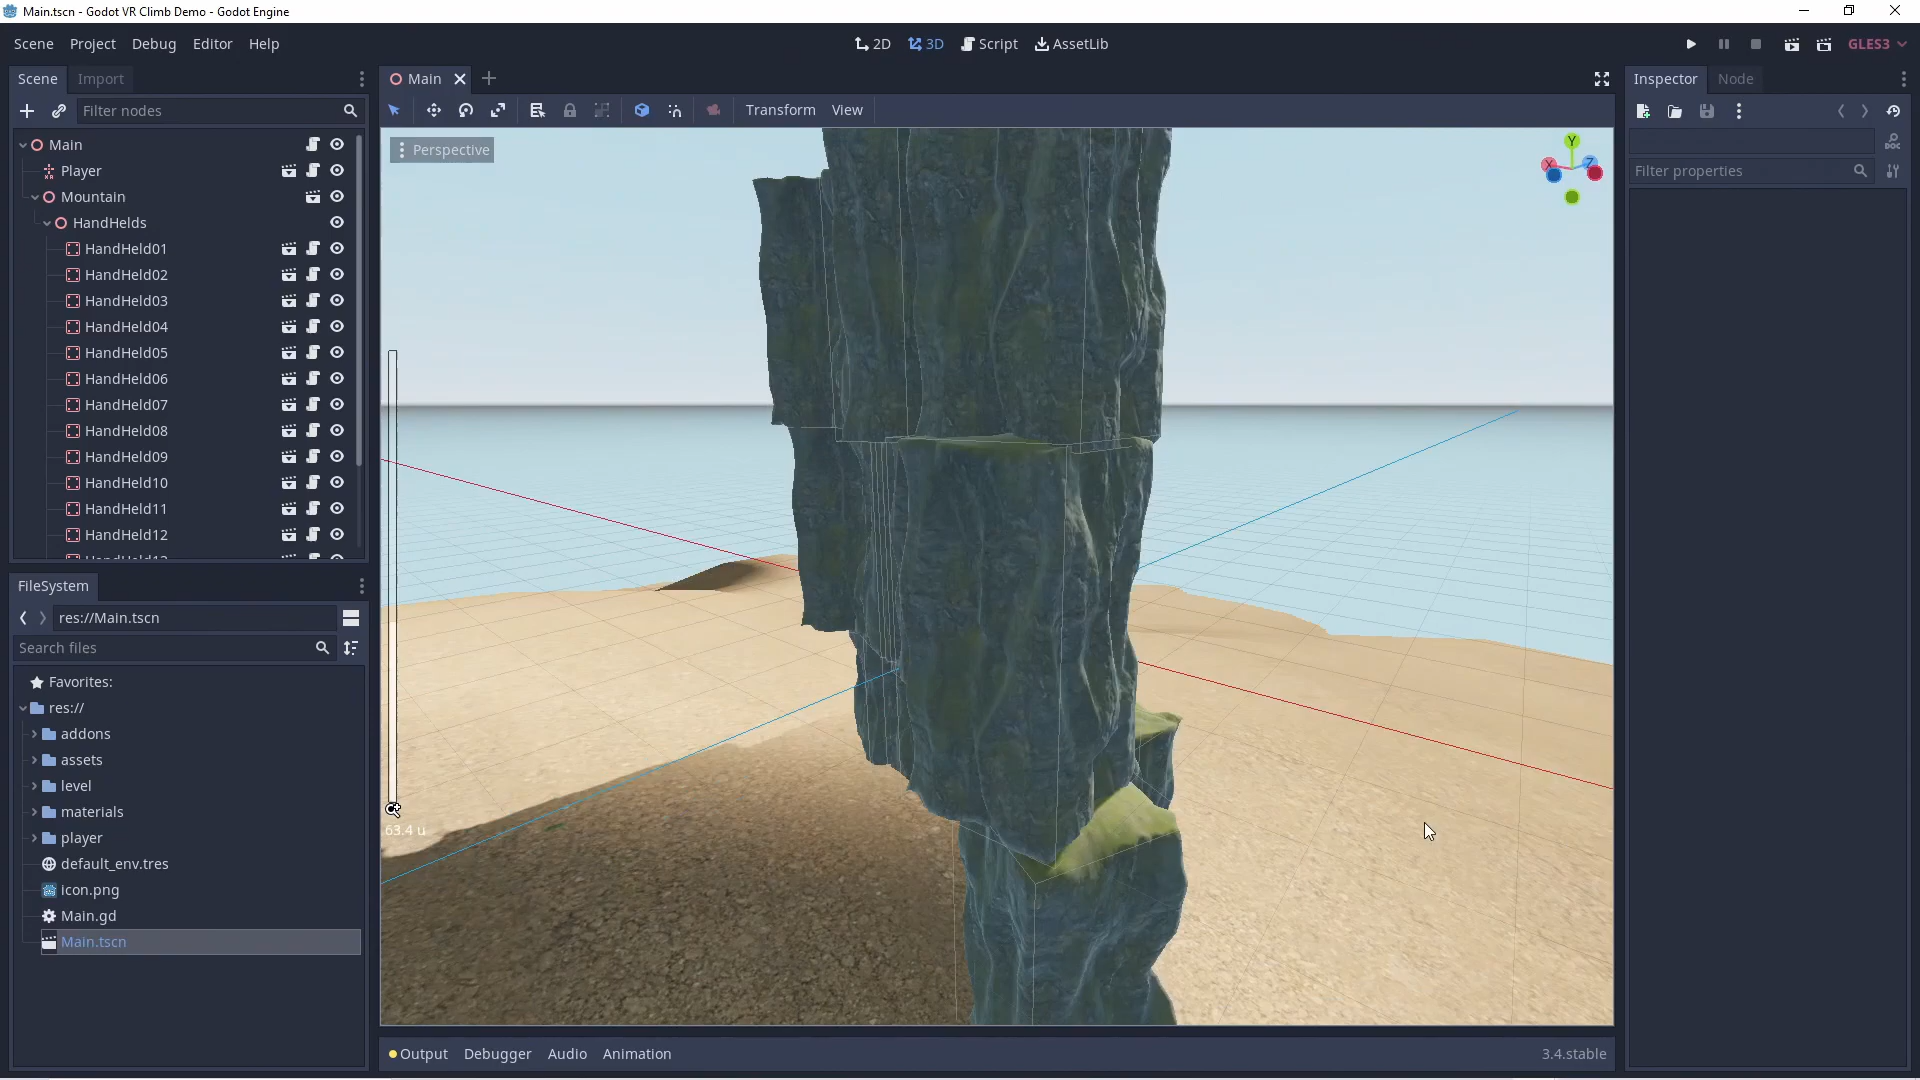 Main.tscn - Godot VR Climb Demo - Godot Engine
Scene Project Debug Editor Help
2D 3D Script AssetLib
GLES3
Scene Import
Filter nodes
Main
Player
Mountain
HandHelds
HandHeld01
HandHeld02
HandHeld03
HandHeld04
HandHeld05
HandHeld06
HandHeld07
HandHeld08
HandHeld09
HandHeld10
HandHeld11
HandHeld12
FileSystem
res://Main.tscn
Search files
Favorites:
res://
addons
assets
level
materials
player
default_env.tres
icon.png
Main.gd
Main.tscn
Main
Transform View
Perspective
Y
X
Z
63.4 u
Output Debugger Audio Animation
3.4.stable
Inspector Node
DOC
Filter properties